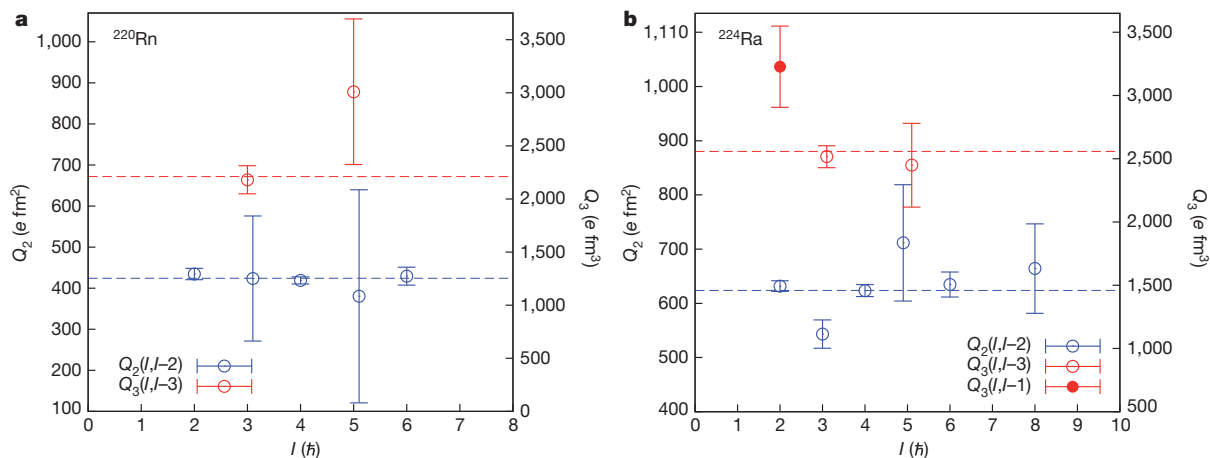 a
²²⁰Rn
1,000
900
800
700
600
500
400
300
200
100
Q₂ (e fm²)
3,500
3,000
2,500
2,000
1,500
1,000
500
0
Q₃ (e fm³)
Q₂(I,I–2)
Q₃(I,I–3)
0 1 2 3 4 5 6 7 8
I (ħ)
b
²²⁴Ra
1,110
1,000
900
800
700
600
500
400
Q₂ (e fm²)
3,500
3,000
2,500
2,000
1,500
1,000
500
Q₃ (e fm³)
Q₂(I,I–2)
Q₃(I,I–3)
Q₃(I,I–1)
0 1 2 3 4 5 6 7 8 9 10
I (ħ)